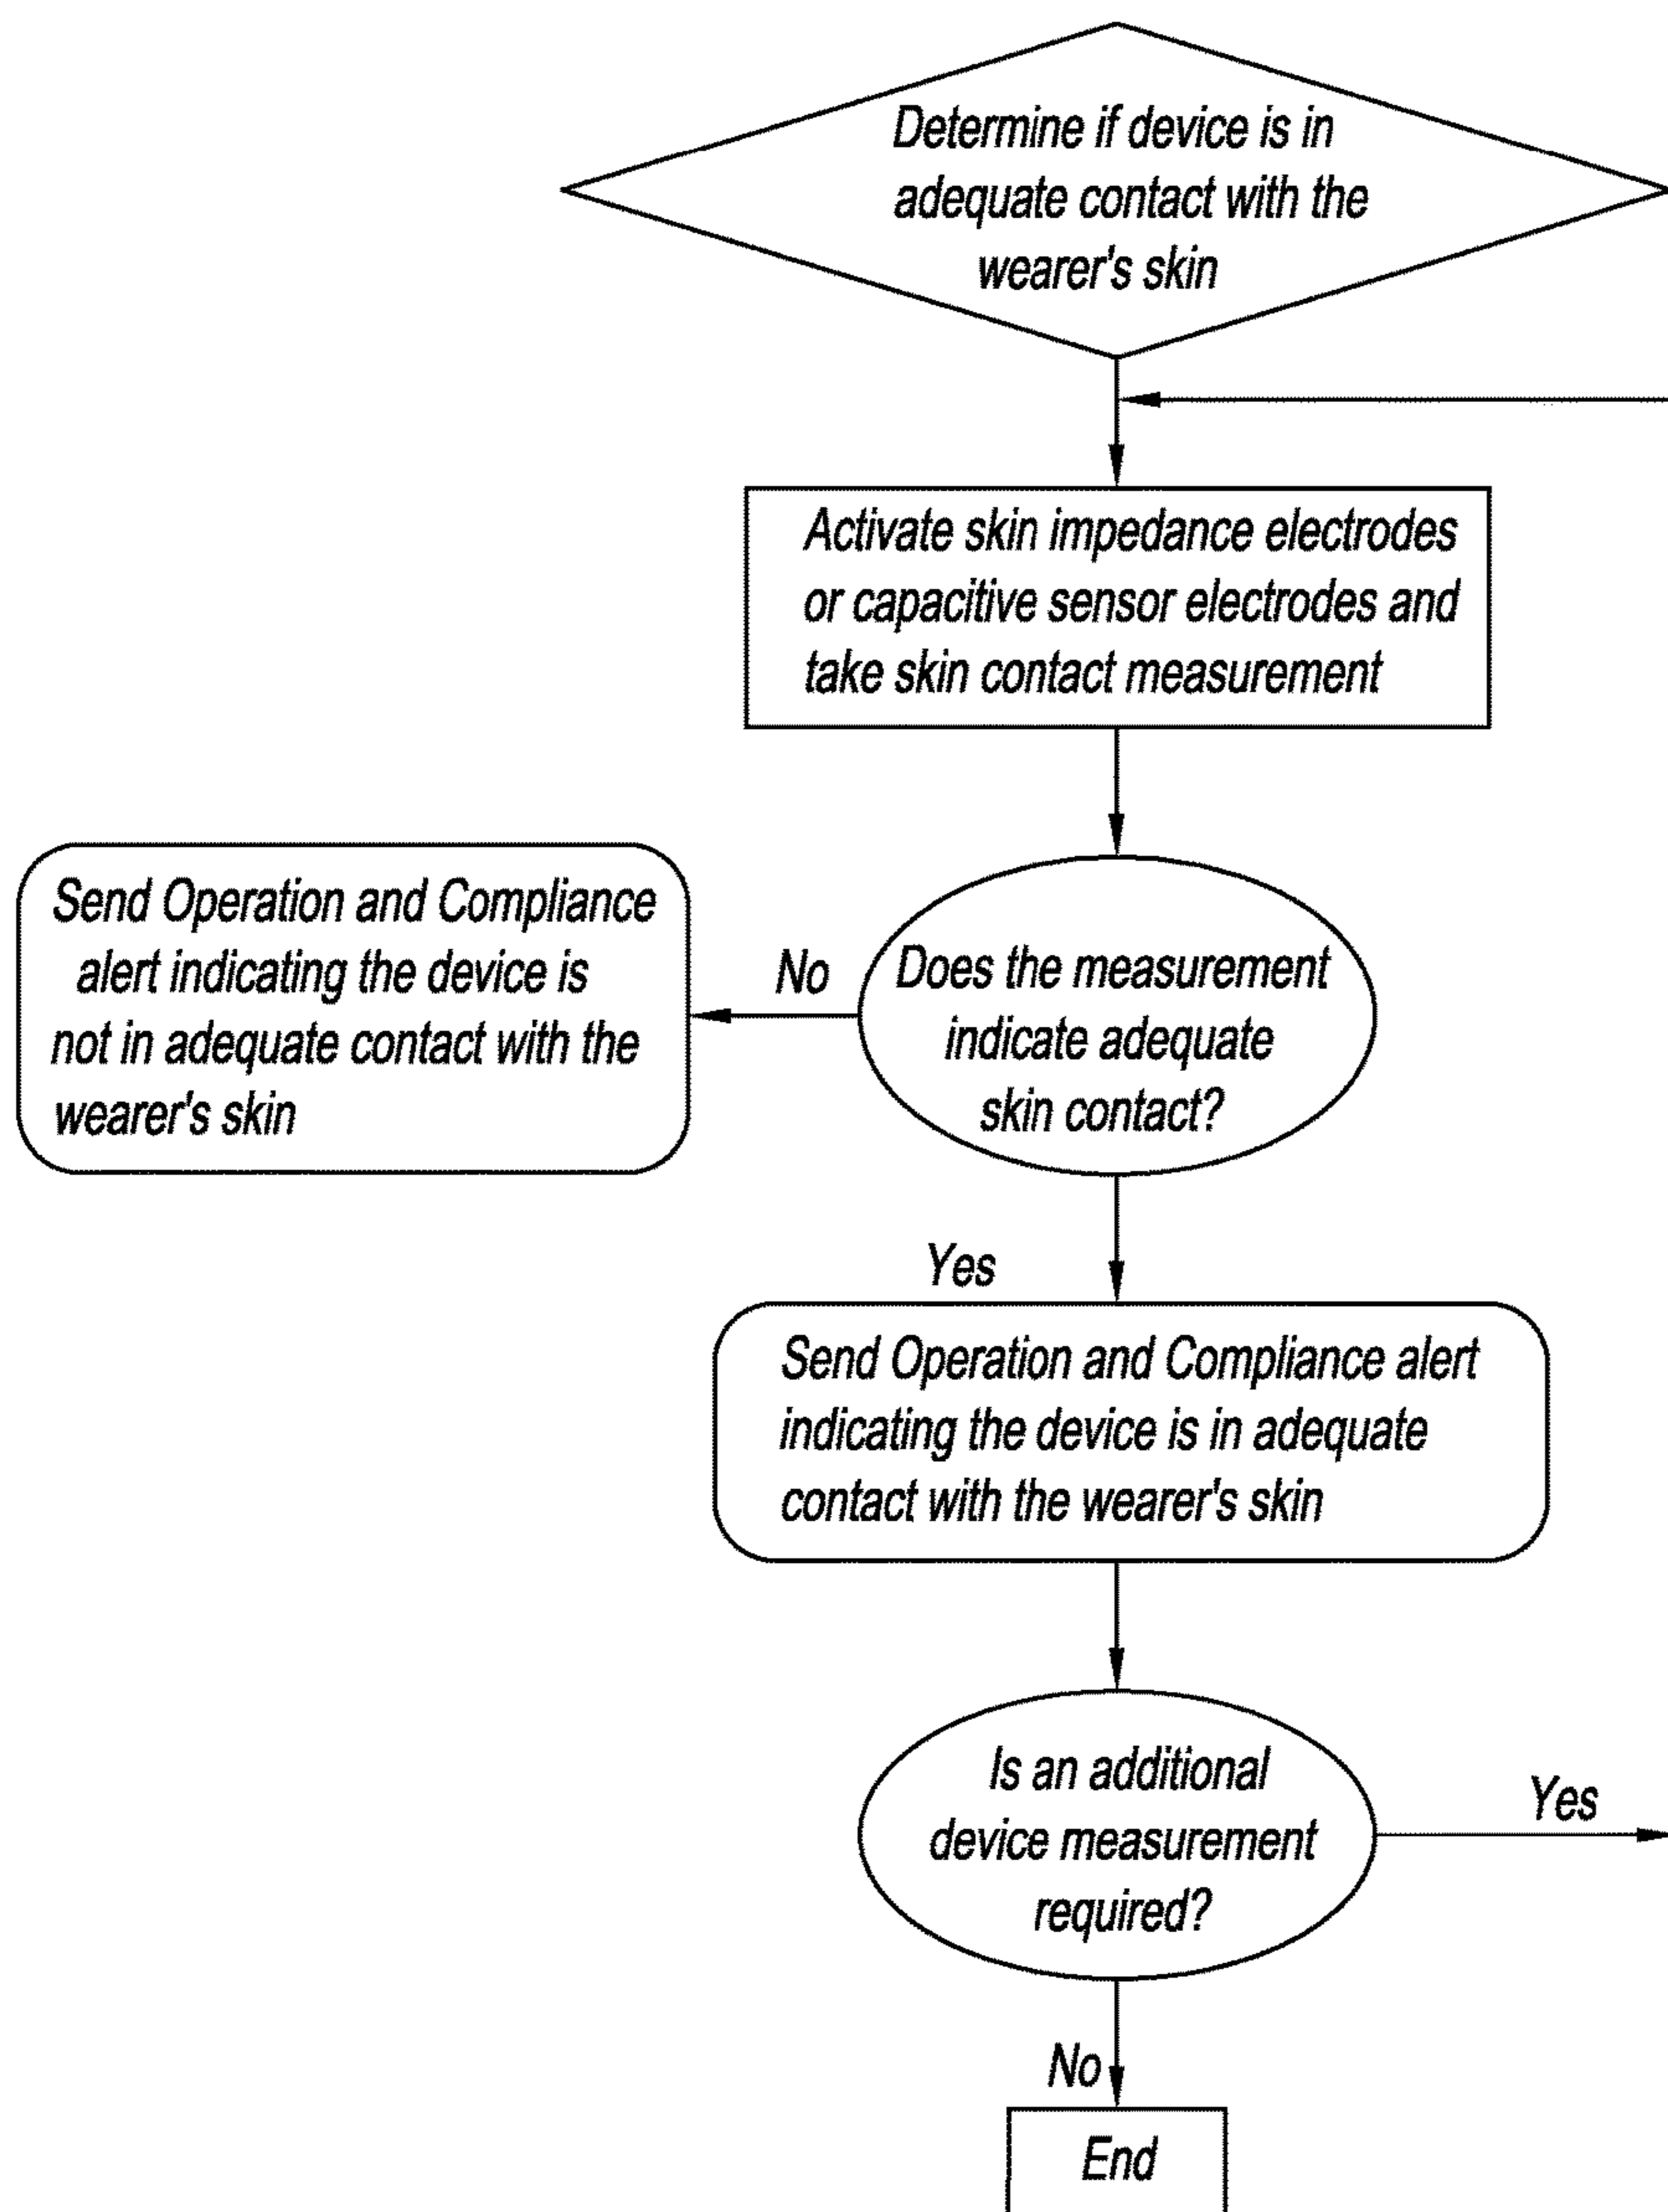 Determine if device is in
adequate contact with the
wearer's skin
Activate skin impedance electrodes
or capacitive sensor electrodes and
take skin contact measurement
Send Operation and Compliance
alert indicating the device is
not in adequate contact with the
wearer's skin
No
Does the measurement
indicate adequate
skin contact?
Yes
Send Operation and Compliance alert
indicating the device is in adequate
contact with the wearer's skin
Is an additional
device measurement
required?
Yes
No
End